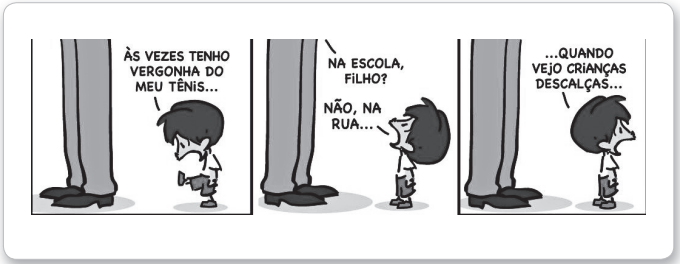 ÀS VEZES TENHO
VERGONHA DO
MEU TÊNIS...
NA ESCOLA,
FILHO?
NÃO, NA
RUA...
...QUANDO
VEJO CRIANÇAS
DESCALÇAS...